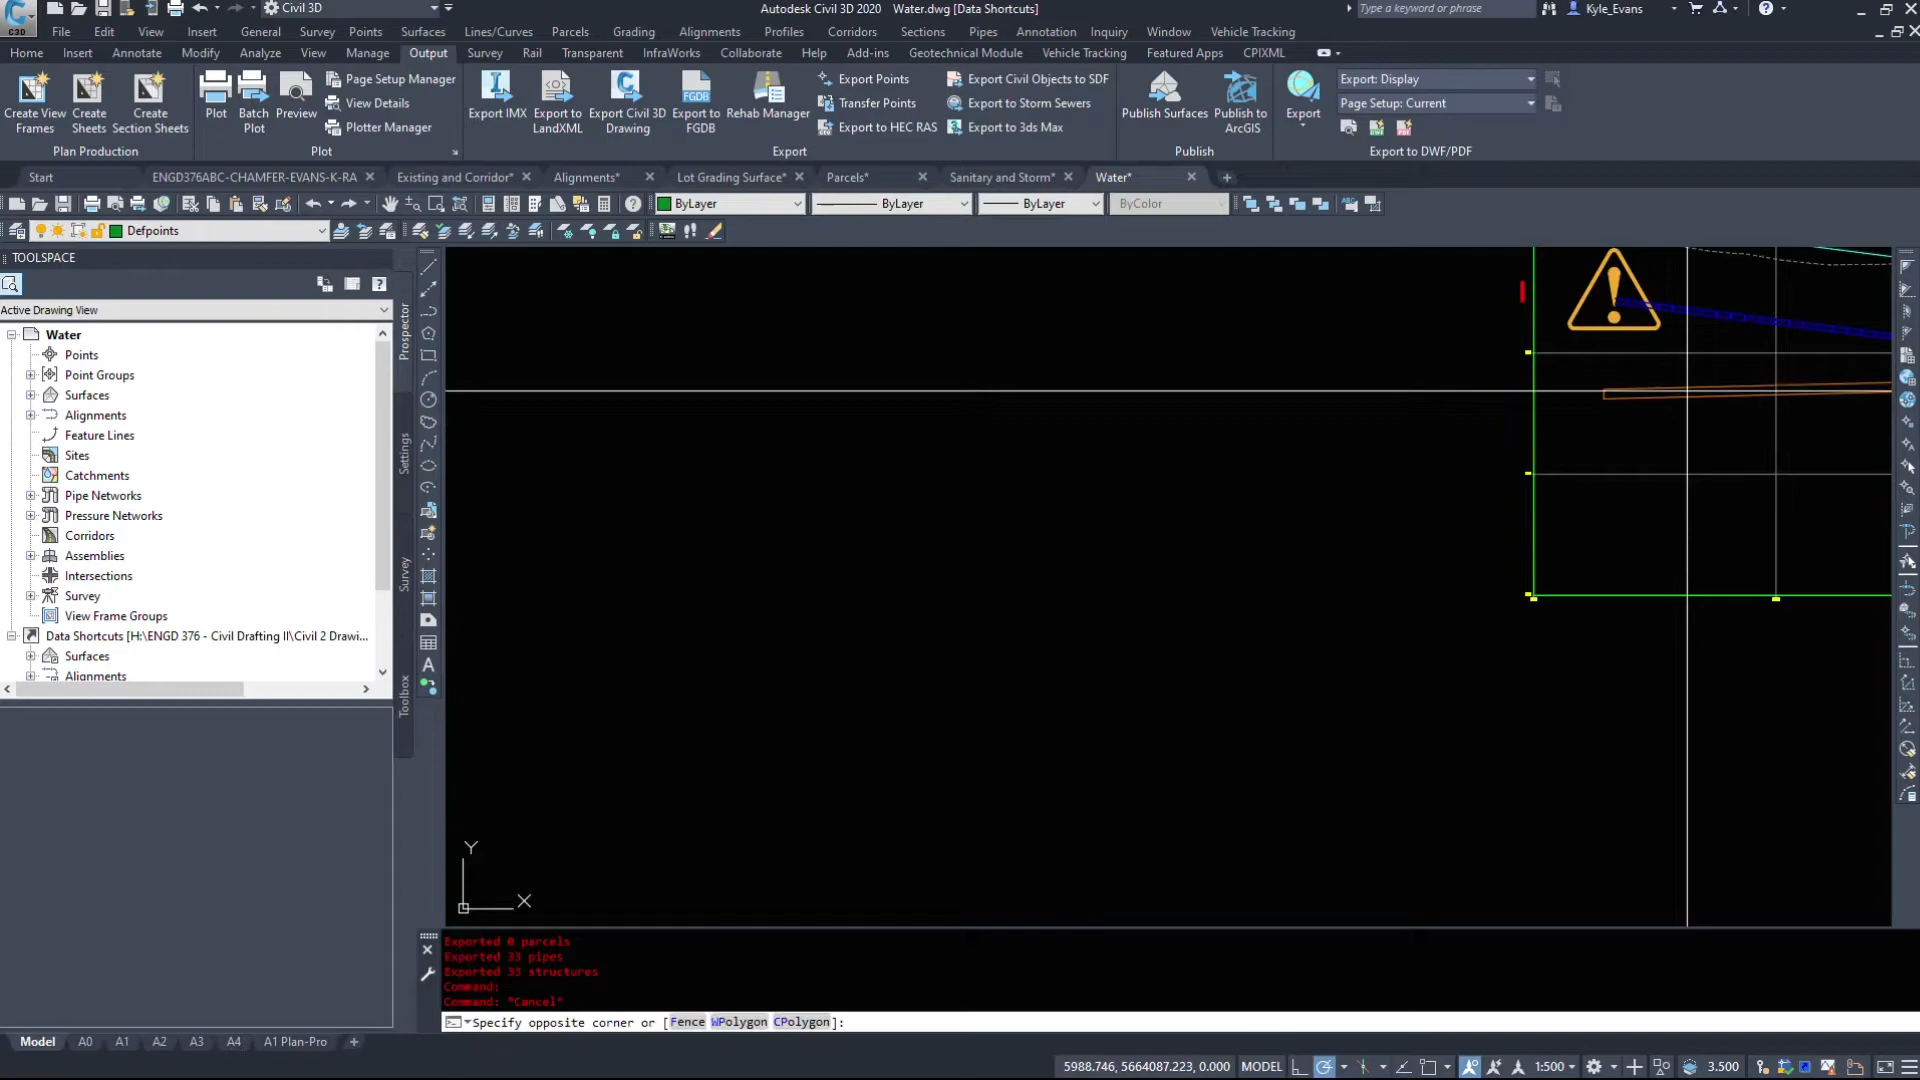 Civil 3D
Autodesk Civil 3D 2020 Water.dwg [Data Shortcuts]
Type a keyword or phrase
Kyle_Evans
C3D
File Edit View Insert General Survey Points Surfaces Lines/Curves Parcels Grading Alignments Profiles Corridors Sections Pipes Annotation Inquiry Window Vehicle Tracking
Home Insert Annotate Modify Analyze View Manage Output Survey Rail Transparent InfraWorks Collaborate Help Add-ins Geotechnical Module Vehicle Tracking Featured Apps CPIXML
Create View Frames
Create Sheets
Create Section Sheets
Plan Production
Plot
Batch Plot
Preview
Page Setup Manager
View Details
Plotter Manager
Plot
Export IMX
Export to LandXML
Export Civil 3D Drawing
FGDB
Export to FGDB
Rehab Manager
Export Points
Transfer Points
Export to HEC RAS
Export Civil Objects to SDF
Export to Storm Sewers
Export to 3ds Max
Export
Publish Surfaces
Publish to ArcGIS
Publish
Export
Export: Display
Page Setup: Current
Export to DWF/PDF
Start ENGD376ABC-CHAMFER-EVANS-K-RA Existing and Corridor* Alignments* Lot Grading Surface* Parcels* Sanitary and Storm* Water*
ByLayer ByLayer ByLayer ByColor
Defpoints
TOOLSPACE
Active Drawing View
Water
Points
Point Groups
Surfaces
Alignments
Feature Lines
Sites
Catchments
Pipe Networks
Pressure Networks
Corridors
Assemblies
Intersections
Survey
View Frame Groups
Data Shortcuts [H:\ENGD 376 - Civil Drafting II\Civil 2 Drawi...
Surfaces
Alignments
Prospector
Settings
Survey
Toolbox
Y
X
Exported 0 parcels
Exported 33 pipes
Exported 33 structures
Command:
Command: *Cancel*
Specify opposite corner or [Fence WPolygon CPolygon]:
Model A0 A1 A2 A3 A4 A1 Plan-Pro
5988.746, 5664087.223, 0.000 MODEL 1:500 3.500